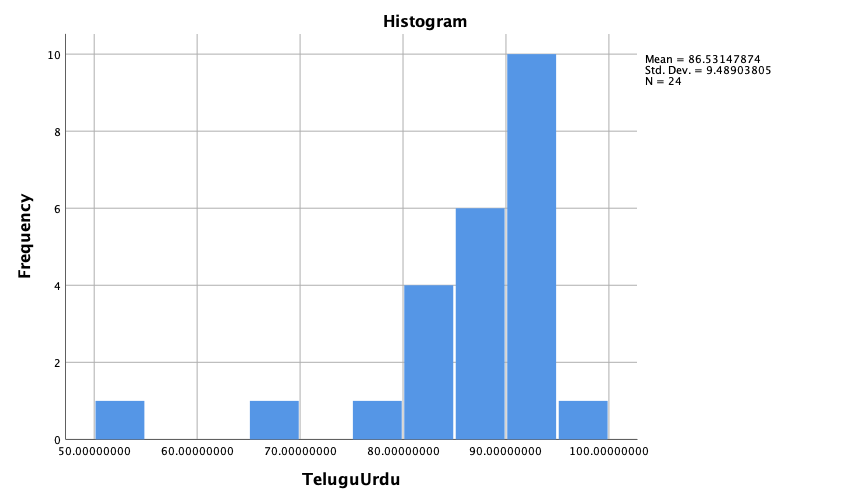 Histogram
Mean = 86.53147874
Std. Dev. = 9.48903805
N = 24
Frequency
10
8
6
4
2
0
50.00000000 60.00000000 70.00000000 80.00000000 90.00000000 100.00000000
TeluguUrdu